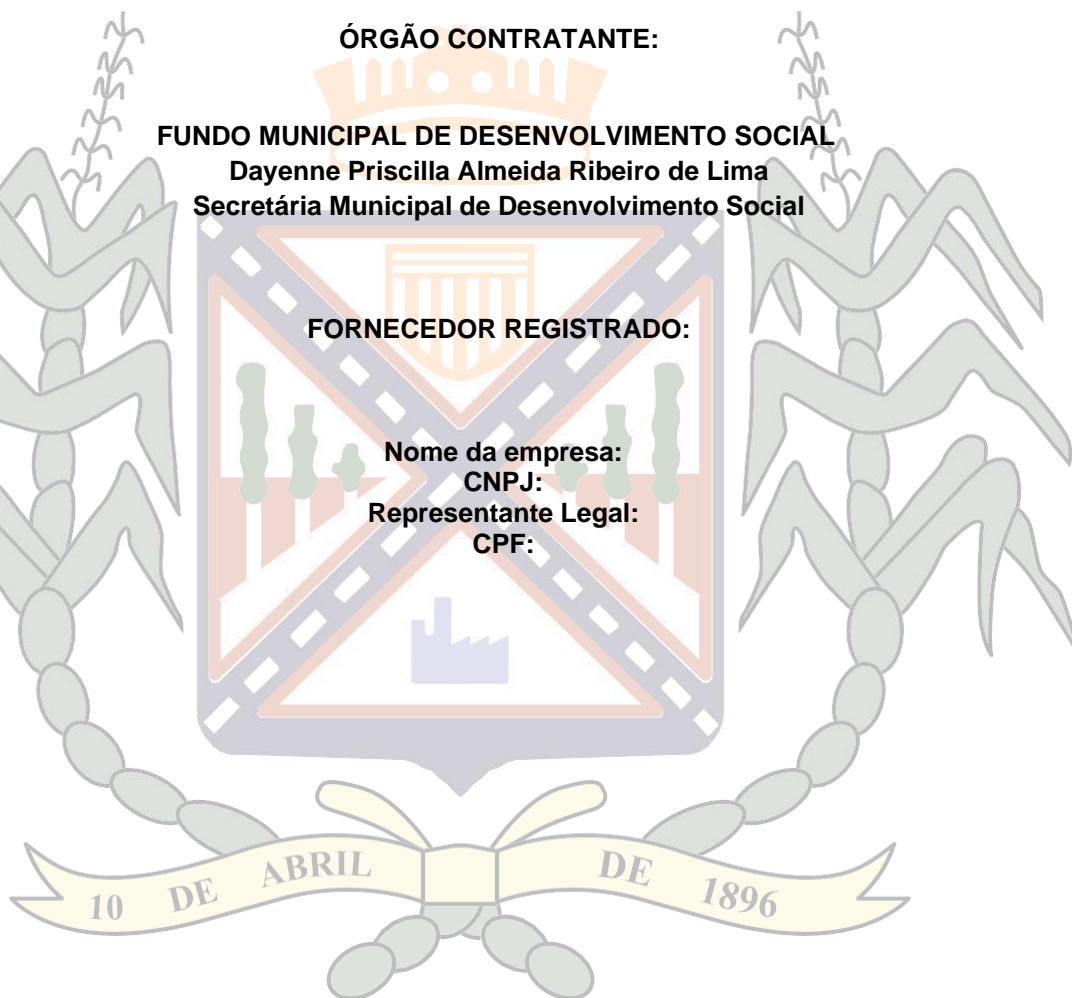 ÓRGÃO CONTRATANTE:
FUNDO MUNICIPAL DE DESENVOLVIMENTO SOCIAL
Dayenne Priscilla Almeida Ribeiro de Lima
Secretária Municipal de Desenvolvimento Social
FORNECEDOR REGISTRADO:
Nome da empresa:
CNPJ:
Representante Legal:
CPF:
10 DE ABRIL DE 1896